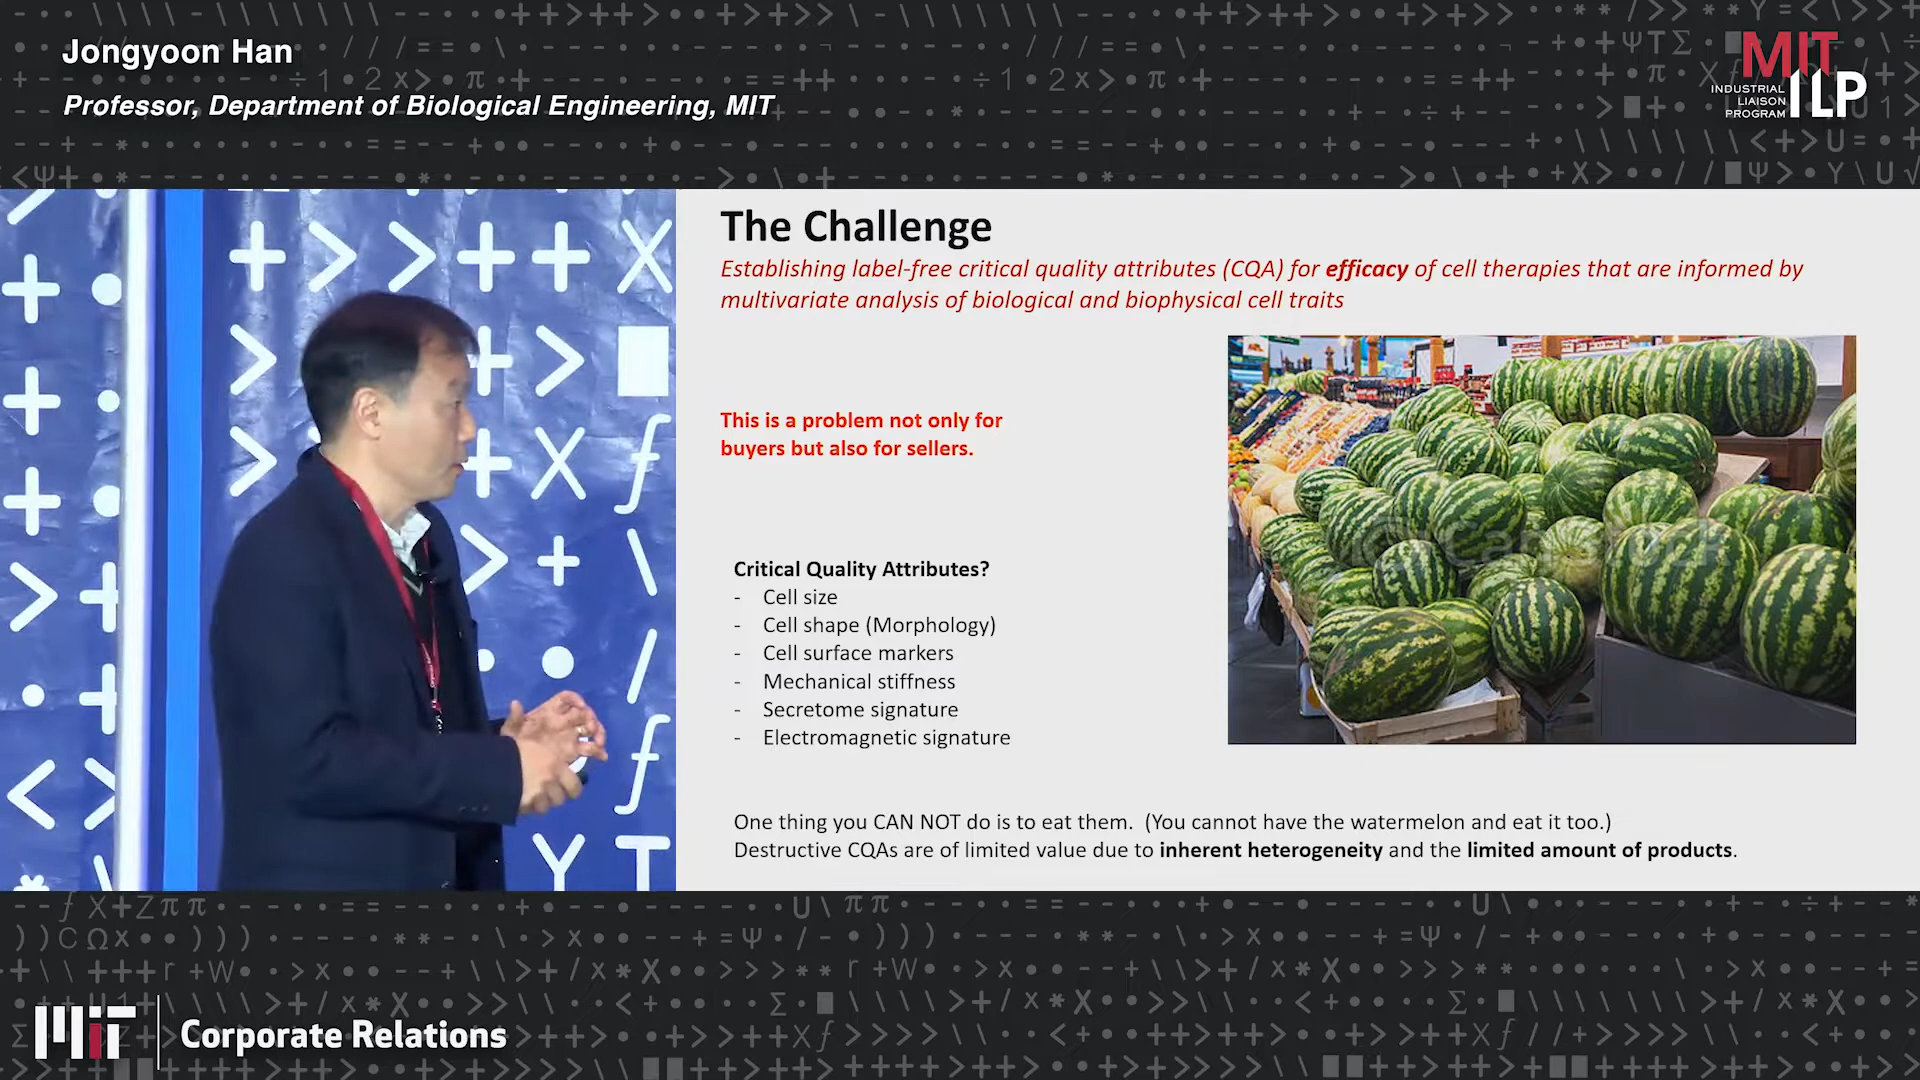 Jongyoon Han
Professor, Department of Biological Engineering, MIT
MIT
INDUSTRIAL
LIAISON
PROGRAM
ILP
The Challenge
Establishing label-free critical quality attributes (CQA) for efficacy of cell therapies that are informed by
multivariate analysis of biological and biophysical cell traits
This is a problem not only for
buyers but also for sellers.
Critical Quality Attributes?
- Cell size
- Cell shape (Morphology)
- Cell surface markers
- Mechanical stiffness
- Secretome signature
- Electromagnetic signature
One thing you CAN NOT do is to eat them. (You cannot have the watermelon and eat it too.)
Destructive CQAs are of limited value due to inherent heterogeneity and the limited amount of products.
MIT
Corporate Relations